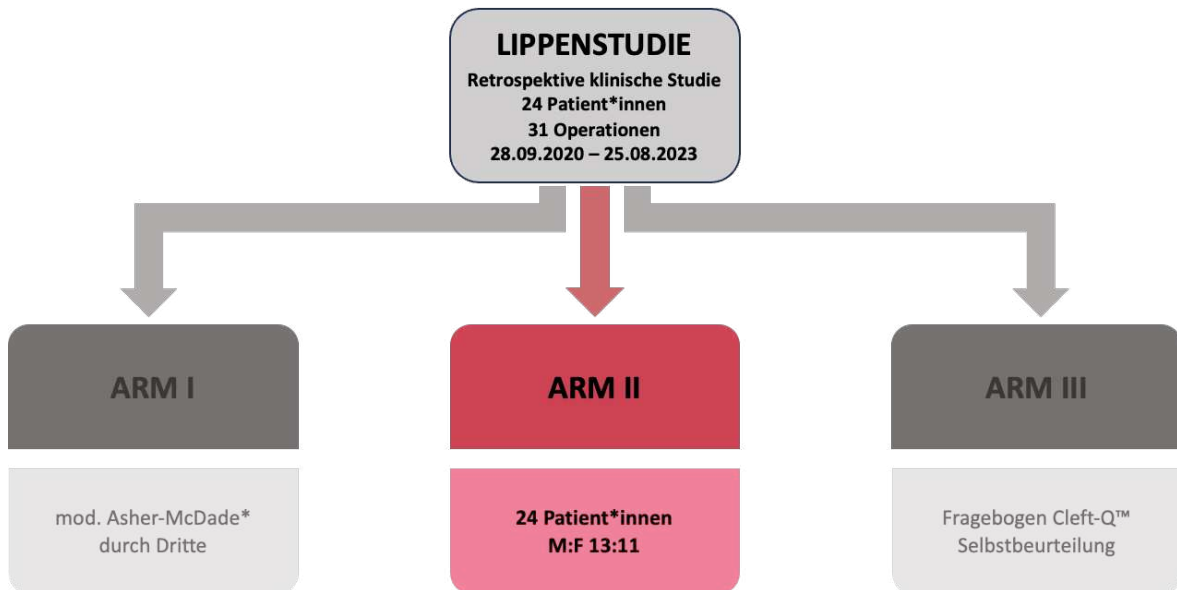 LIPPENSTUDIE
Retrospektive klinische Studie
24 Patient*innen
31 Operationen
28.09.2020 – 25.08.2023
ARM I
mod. Asher-McDade*
durch Dritte
ARM II
24 Patient*innen
M:F 13:11
ARM III
Fragebogen Cleft-Q™
Selbstbeurteilung